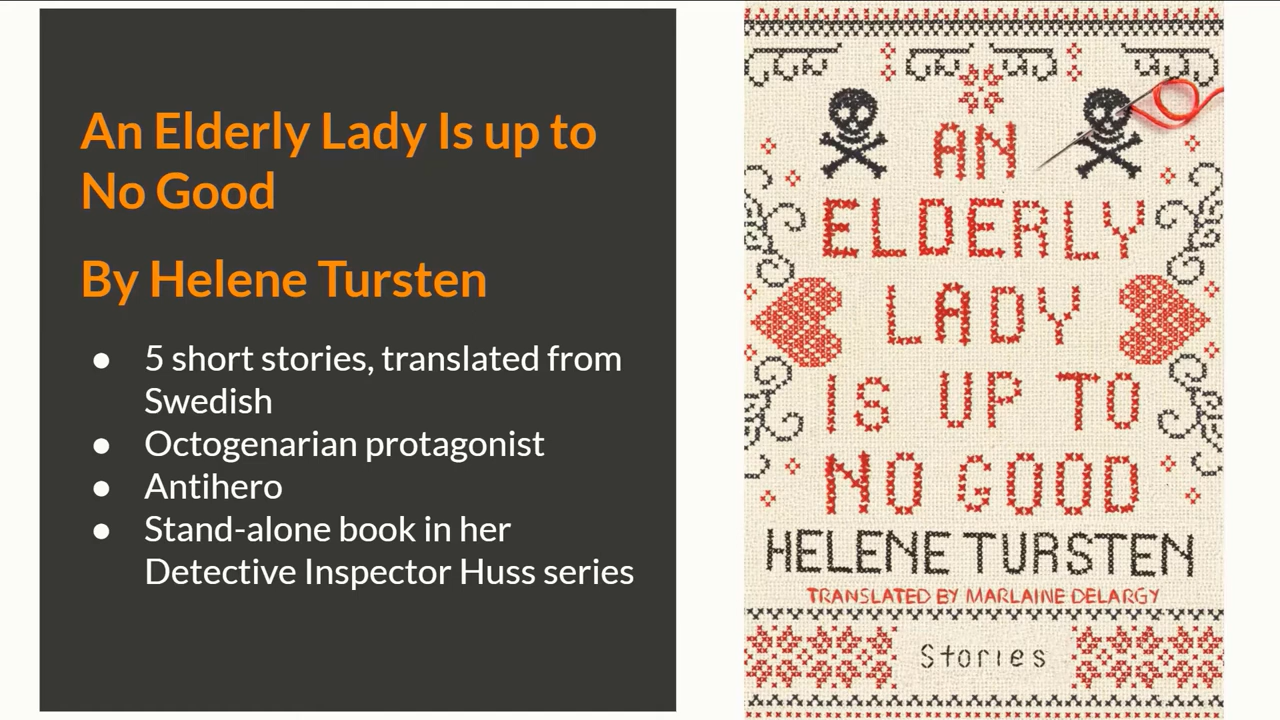 An Elderly Lady Is up to
No Good
By Helene Tursten
● 5 short stories, translated from
Swedish
● Octogenarian protagonist
● Antihero
● Stand-alone book in her
Detective Inspector Huss series
AN
ELDERLY
LADY
IS UP TO
NO GOOD
HELENE TURSTEN
TRANSLATED BY MARLAINE DELARGY
Stories